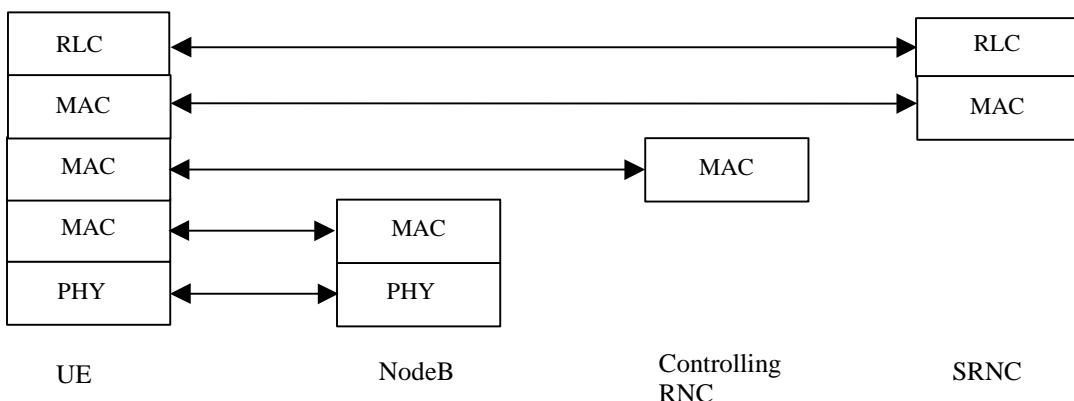 RLC
RLC
MAC
MAC
MAC
MAC
MAC
MAC
PHY
PHY
UE
NodeB
Controlling
RNC
SRNC